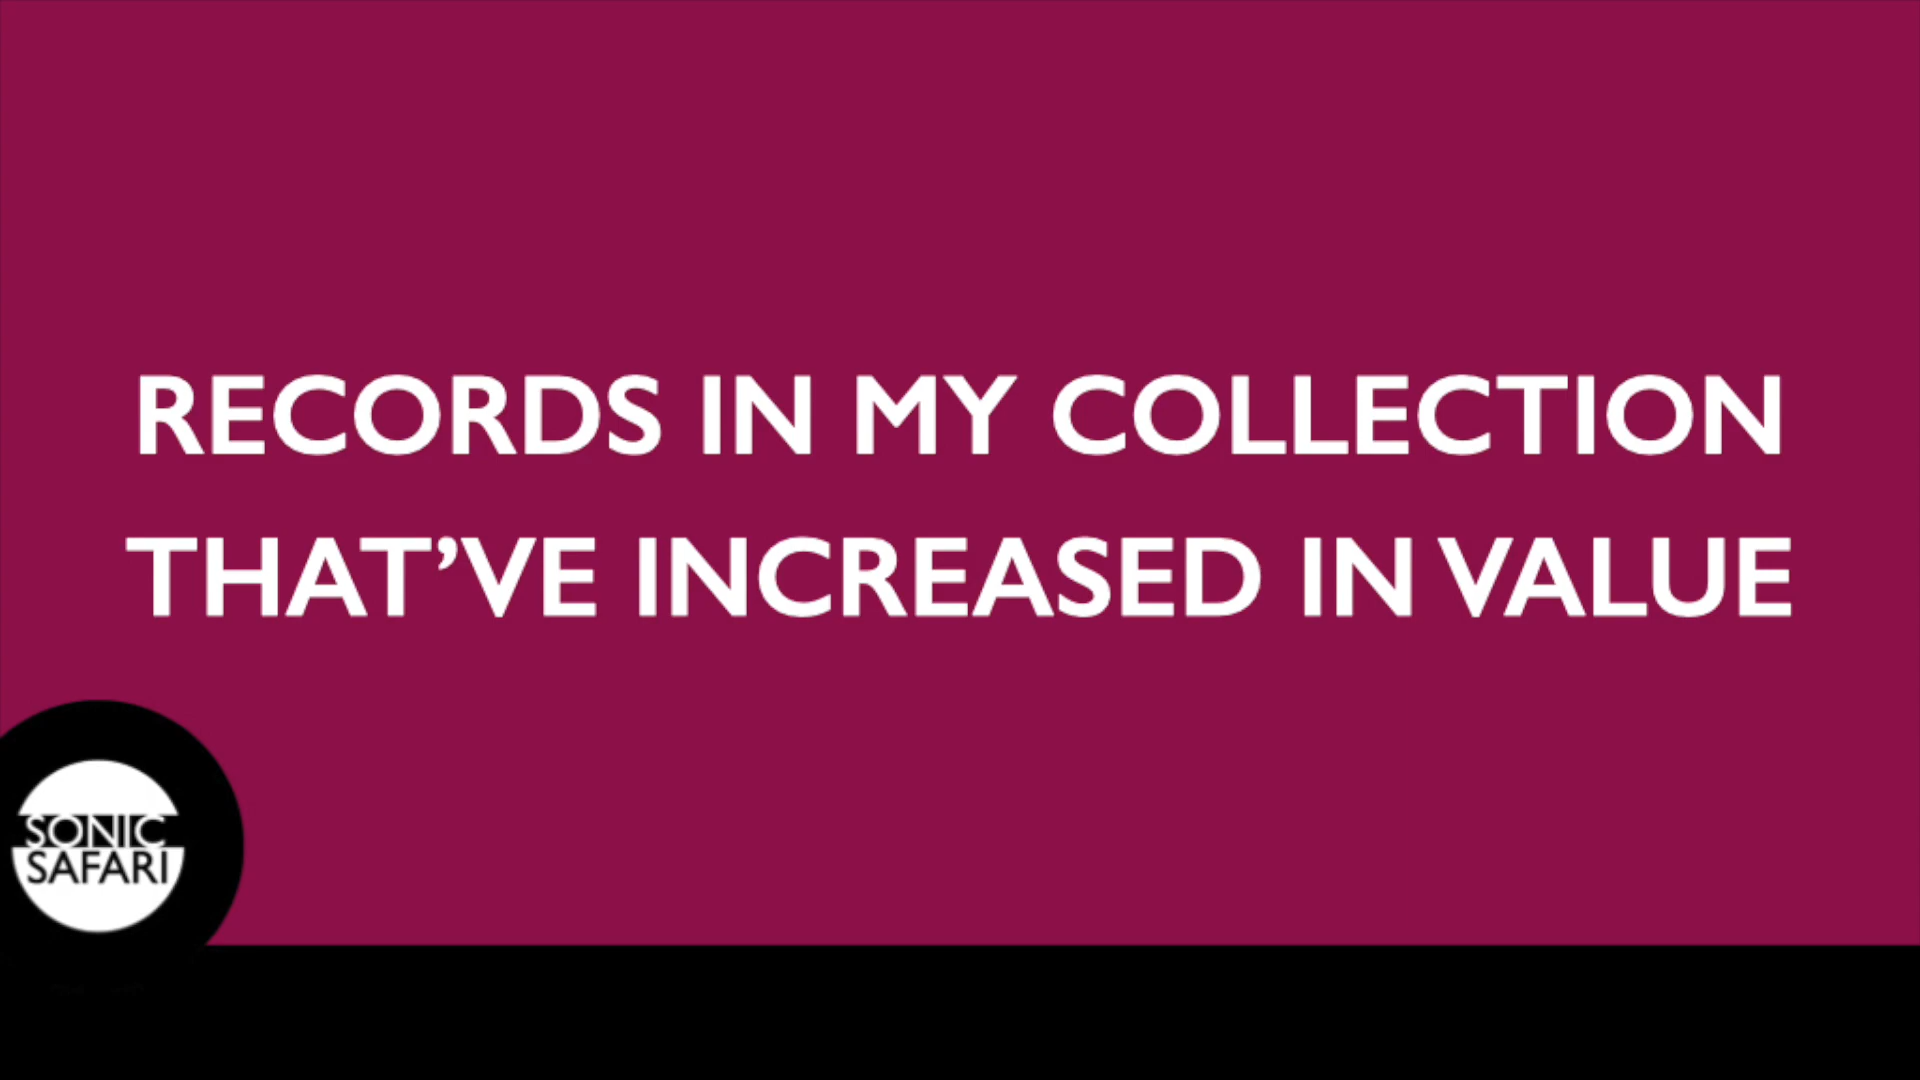 RECORDS IN MY COLLECTION
THAT’VE INCREASED IN VALUE
SONIC
SAFARI